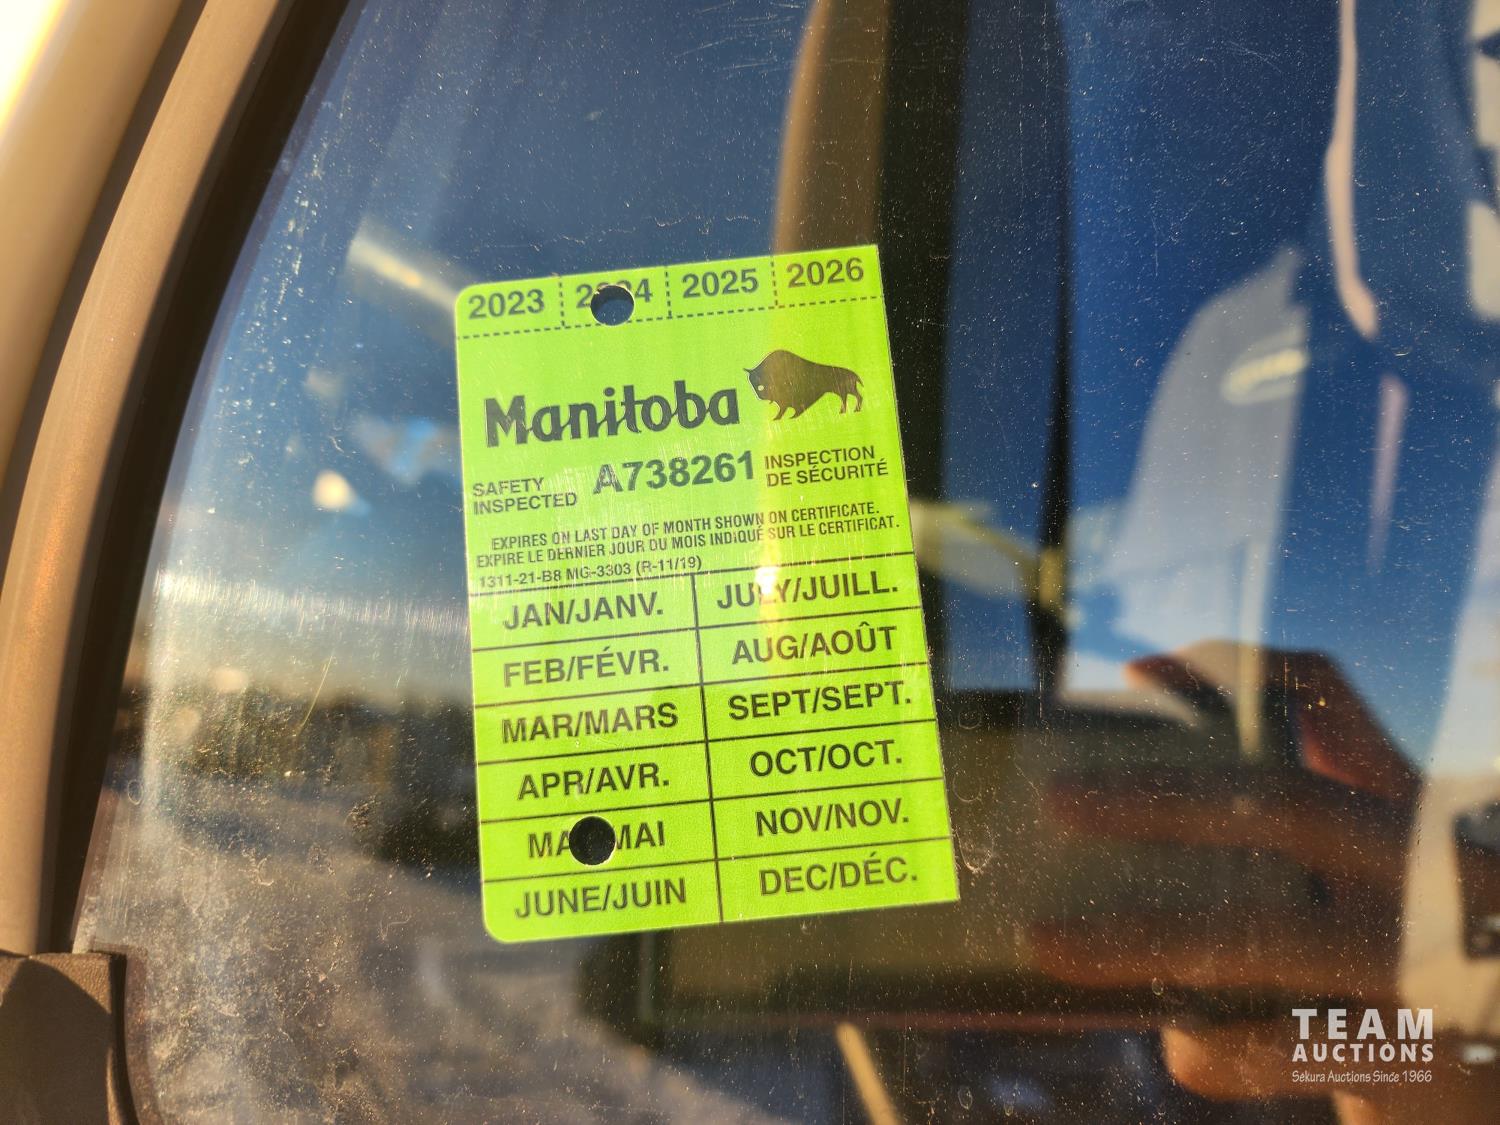 2023 2024 2025 2026
Manitoba
SAFETY INSPECTED A738261 INSPECTION DE SÉCURITÉ
EXPIRES ON LAST DAY OF MONTH SHOWN ON CERTIFICATE.
EXPIRE LE DERNIER JOUR DU MOIS INDIQUÉ SUR LE CERTIFICAT.
1311-21-B8 MG-3303 (R-11/19)
JAN/JANV. JULY/JUILL.
FEB/FÉVR. AUG/AOÛT
MAR/MARS SEPT/SEPT.
APR/AVR. OCT/OCT.
MAY/MAI NOV/NOV.
JUNE/JUIN DEC/DÉC.
TEAM
AUCTIONS
Sekura Auctions Since 1966